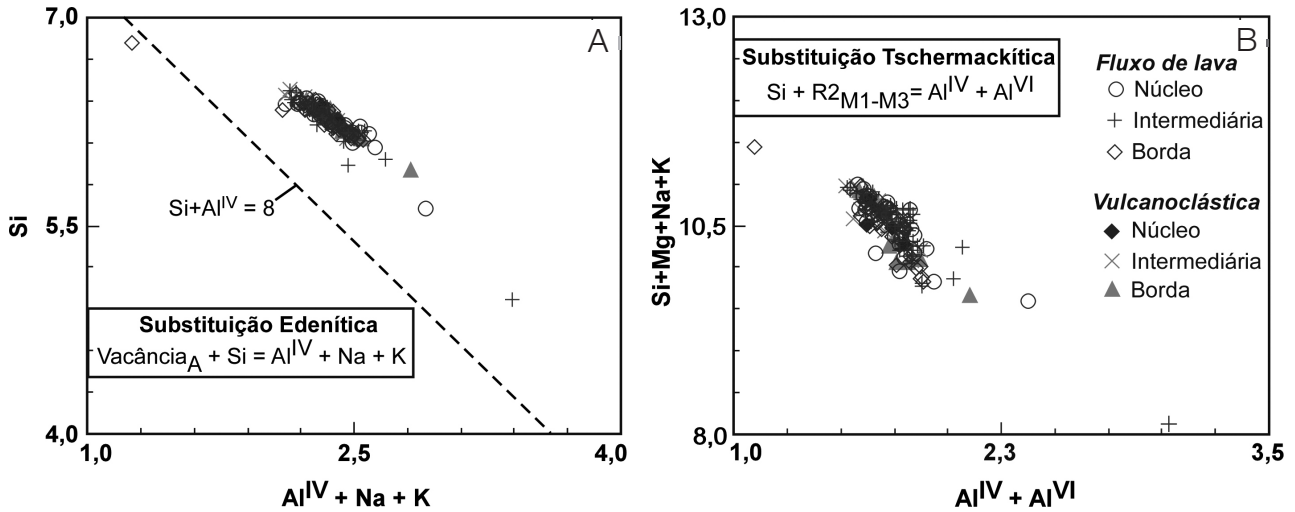 A
7,0
5,5
4,0
Si
Si+Al^IV = 8
Substituição Edenítica
Vacância_A + Si = Al^IV + Na + K
1,0
2,5
4,0
Al^IV + Na + K
B
13,0
10,5
8,0
Si+Mg+Na+K
Substituição Tschermackítica
Si + R2_M1-M3 = Al^IV + Al^VI
Fluxo de lava
Núcleo
Intermediária
Borda
Vulcanoclástica
Núcleo
Intermediária
Borda
1,0
2,3
3,5
Al^IV + Al^VI